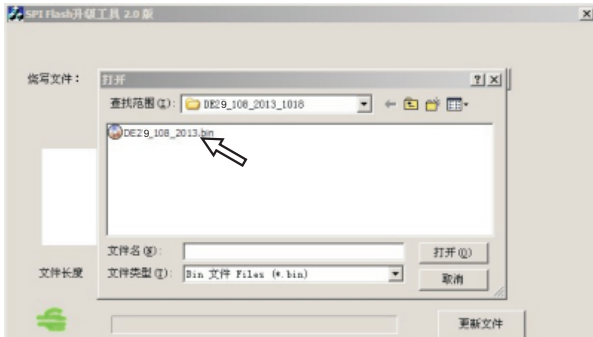 SPI Flash升级工具 2.0 版
烧写文件：
打开
查找范围(I): DE29_108_2013_1018
DE29_108_2013.bin
文件名(N):
打开(O)
文件长度
文件类型(T): Bin 文件 Files (*.bin)
取消
更新文件